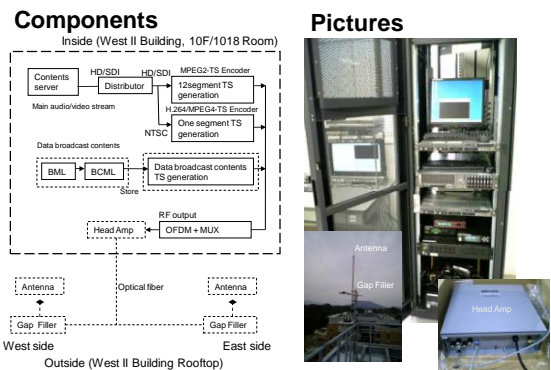 Components
Pictures
Inside (West II Building, 10F/1018 Room)
HD/SDI
HD/SDI
MPEG2-TS Encoder
Contents
server
Distributor
12segment TS
generation
Main audio/video stream
H.264/MPEG4-TS Encoder
NTSC
One segment TS
generation
Data broadcast contents
BML
BCML
Store
Data broadcast contents
TS generation
RF output
Head Amp
OFDM + MUX
Optical fiber
Antenna
Antenna
Gap Filler
Gap Filler
West side
East side
Outside (West II Building Rooftop)
Antenna
Gap Filler
Head Amp